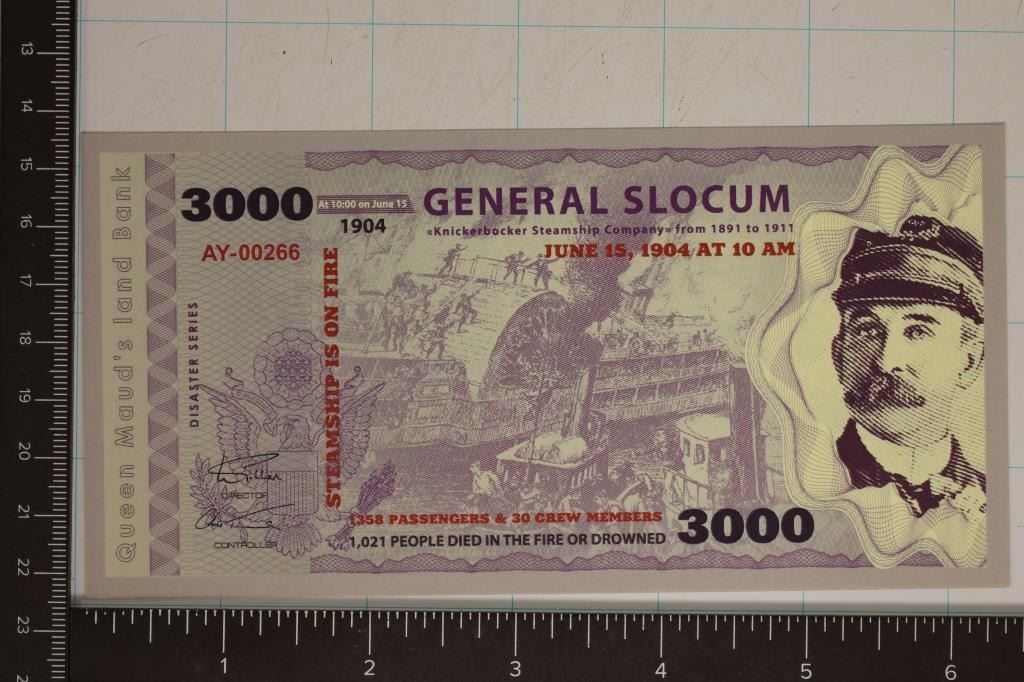 Queen Maud's land Bank
DISASTER SERIES
3000
At 10:00 on June 15
1904
AY-00266
STEAMSHIP IS ON FIRE
GENERAL SLOCUM
«Knickerbocker Steamship Company» from 1891 to 1911
JUNE 15, 1904 AT 10 AM
DIRECTOR
CONTROLLER
1358 PASSENGERS & 30 CREW MEMBERS
1,021 PEOPLE DIED IN THE FIRE OR DROWNED
3000
13
14
15
16
17
18
19
20
21
22
23
1 2 3 4 5 6